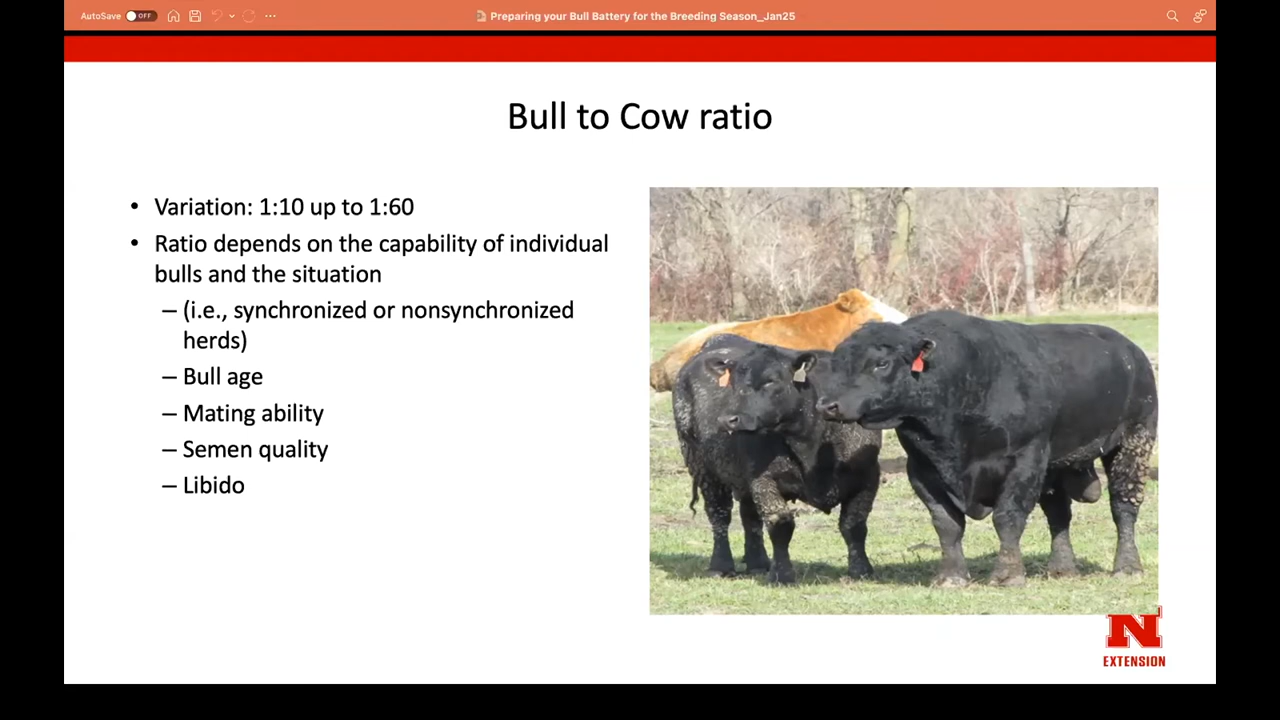 AutoSave OFF
Preparing your Bull Battery for the Breeding Season_Jan25
Bull to Cow ratio
• Variation: 1:10 up to 1:60
• Ratio depends on the capability of individual
bulls and the situation
– (i.e., synchronized or nonsynchronized
herds)
– Bull age
– Mating ability
– Semen quality
– Libido
N
EXTENSION